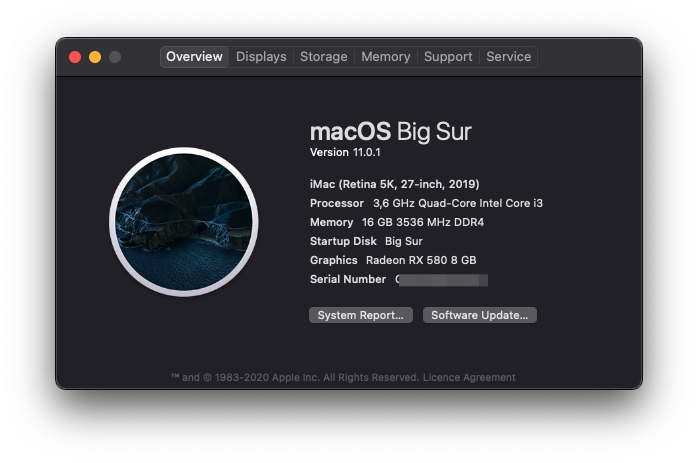 Overview Displays Storage Memory Support Service
macOS Big Sur
Version 11.0.1
iMac (Retina 5K, 27-inch, 2019)
Processor 3,6 GHz Quad-Core Intel Core i3
Memory 16 GB 3536 MHz DDR4
Startup Disk Big Sur
Graphics Radeon RX 580 8 GB
Serial Number
System Report... Software Update...
™ and © 1983-2020 Apple Inc. All Rights Reserved. Licence Agreement